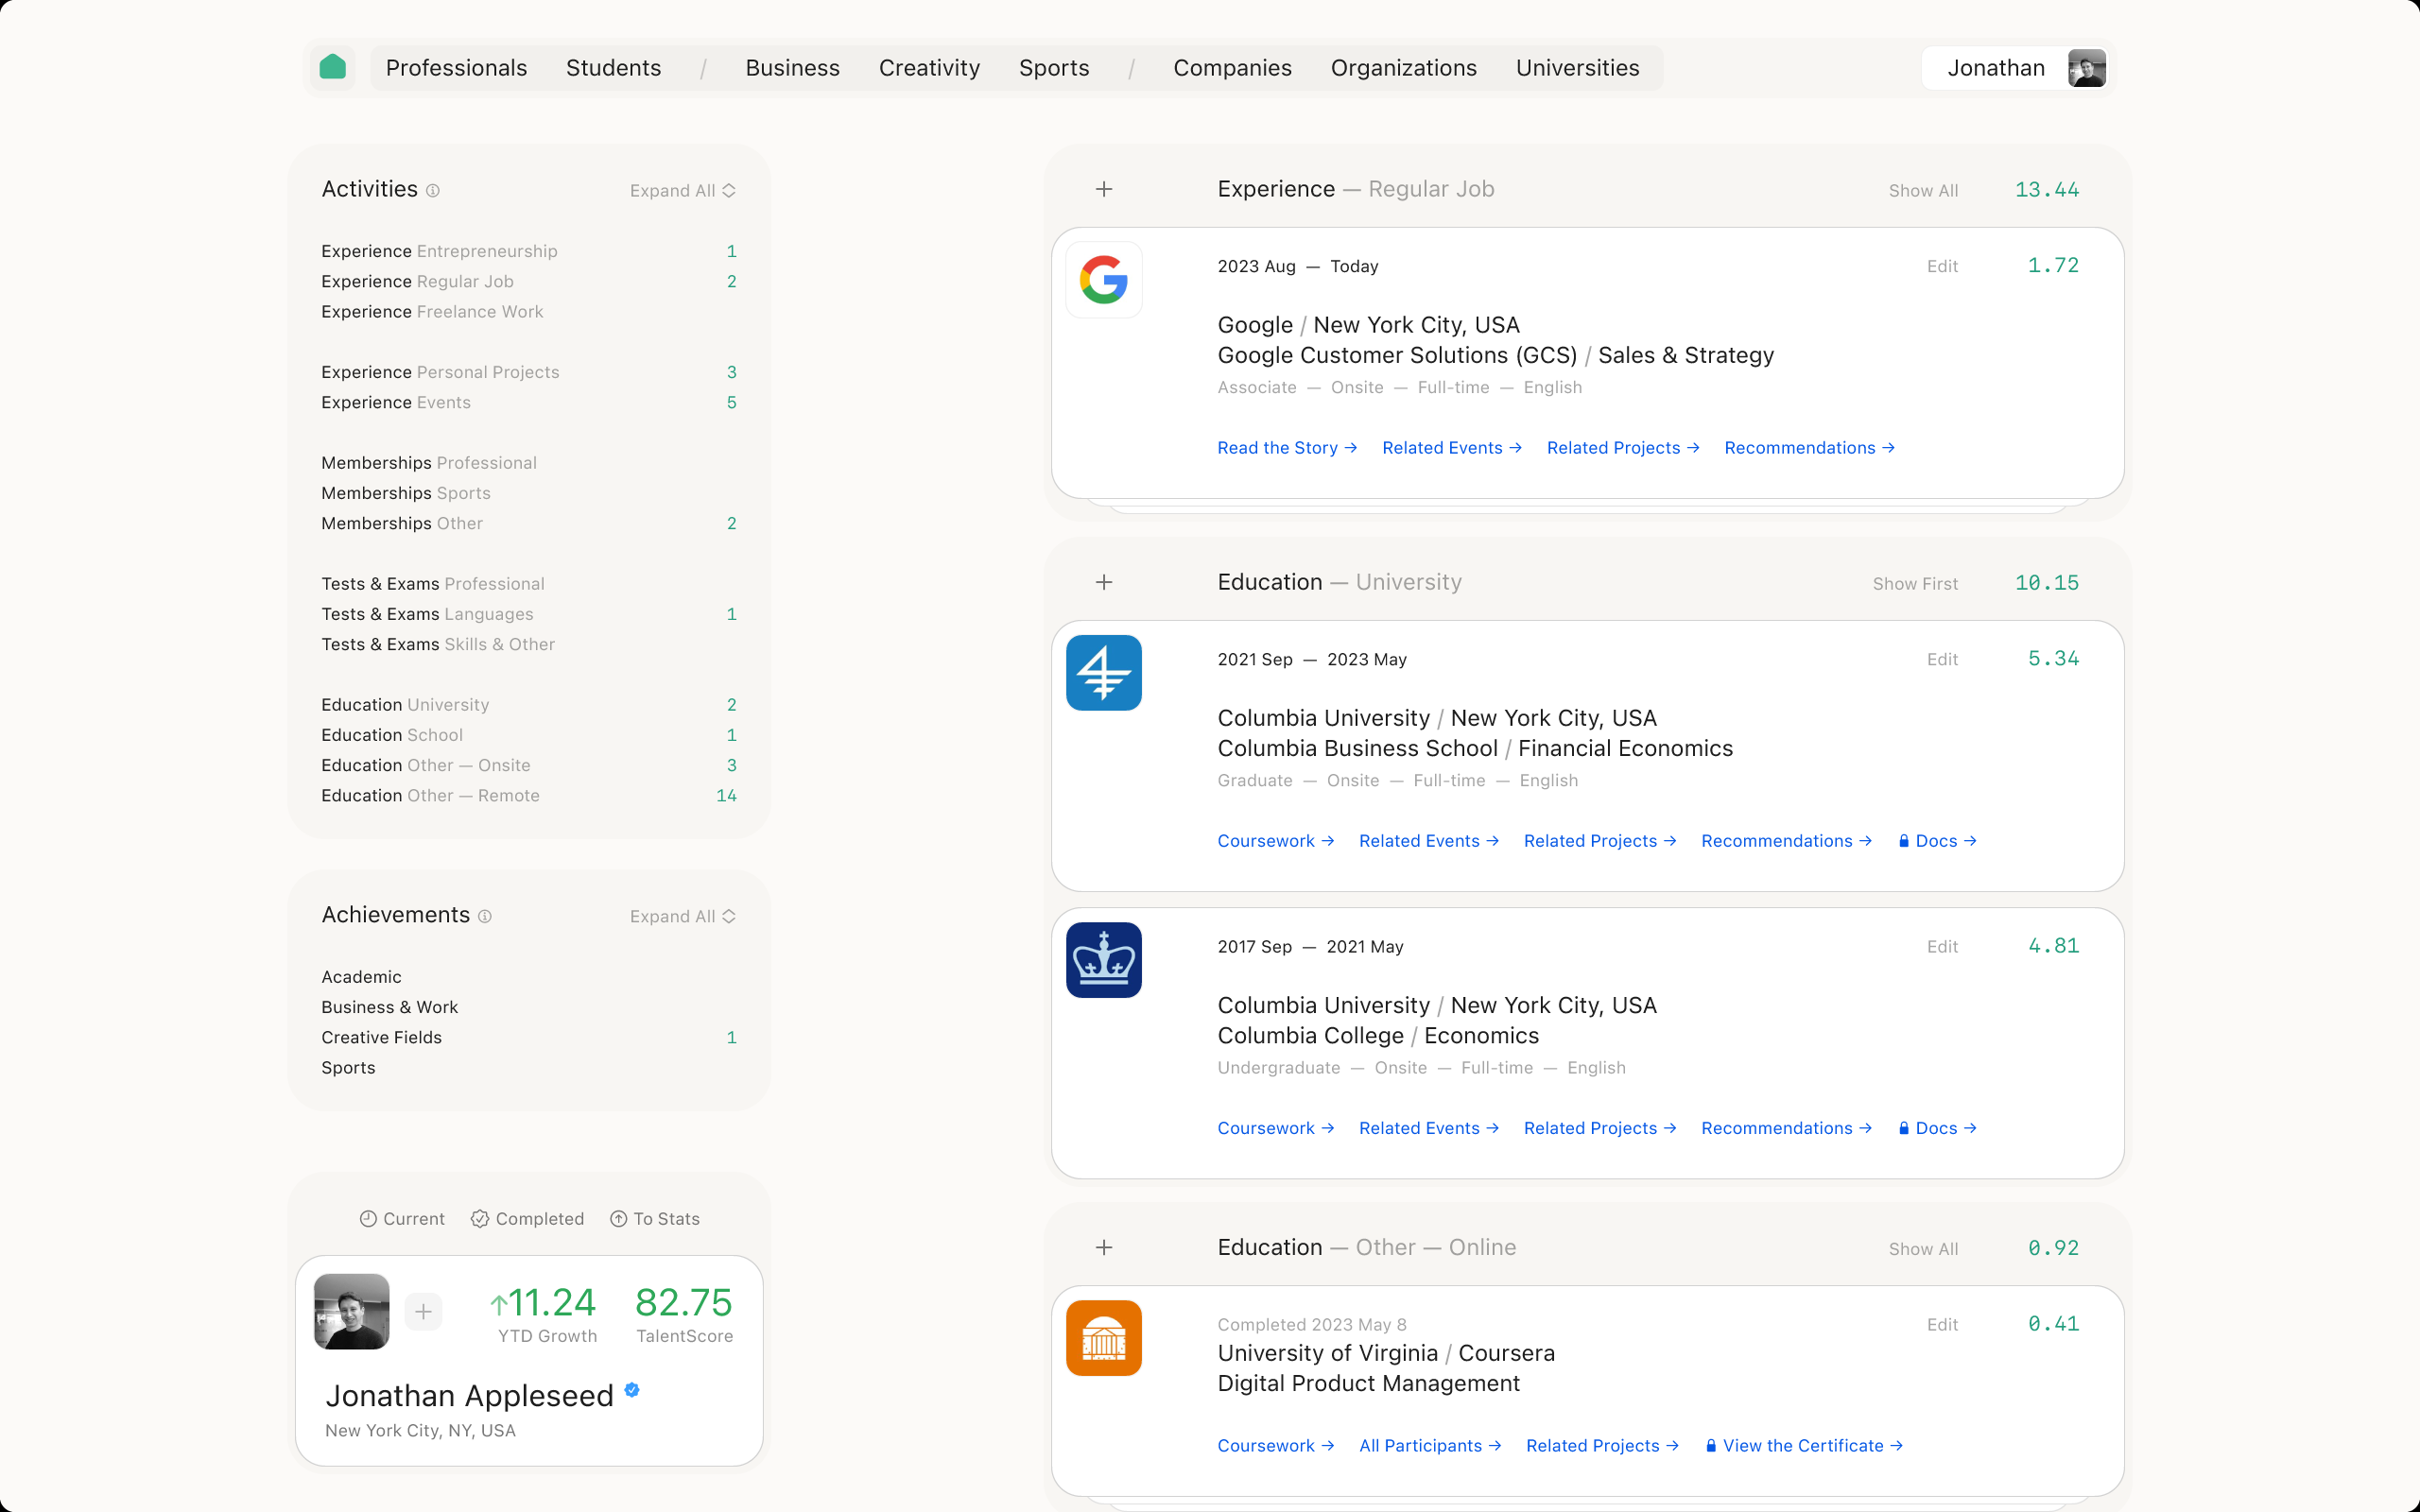 Professionals Students / Business Creativity Sports / Companies Organizations Universities Jonathan
Activities Expand All
Experience Entrepreneurship 1
Experience Regular Job 2
Experience Freelance Work
Experience Personal Projects 3
Experience Events 5
Memberships Professional
Memberships Sports
Memberships Other 2
Tests & Exams Professional
Tests & Exams Languages 1
Tests & Exams Skills & Other
Education University 2
Education School 1
Education Other — Onsite 3
Education Other — Remote 14
Achievements Expand All
Academic
Business & Work
Creative Fields 1
Sports
Current Completed To Stats
↑11.24 82.75
YTD Growth TalentScore
Jonathan Appleseed
New York City, NY, USA
+ Experience — Regular Job Show All 13.44
2023 Aug — Today Edit 1.72
Google / New York City, USA
Google Customer Solutions (GCS) / Sales & Strategy
Associate — Onsite — Full-time — English
Read the Story → Related Events → Related Projects → Recommendations →
+ Education — University Show First 10.15
2021 Sep — 2023 May Edit 5.34
Columbia University / New York City, USA
Columbia Business School / Financial Economics
Graduate — Onsite — Full-time — English
Coursework → Related Events → Related Projects → Recommendations → Docs →
2017 Sep — 2021 May Edit 4.81
Columbia University / New York City, USA
Columbia College / Economics
Undergraduate — Onsite — Full-time — English
Coursework → Related Events → Related Projects → Recommendations → Docs →
+ Education — Other — Online Show All 0.92
Completed 2023 May 8 Edit 0.41
University of Virginia / Coursera
Digital Product Management
Coursework → All Participants → Related Projects → View the Certificate →